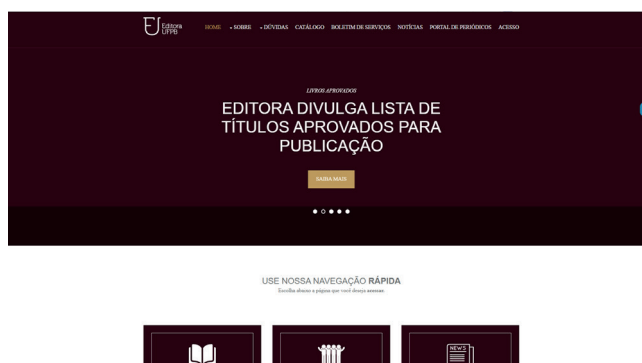 Editora
UFPB
HOME + SOBRE + DÚVIDAS CATÁLOGO BOLETIM DE SERVIÇOS NOTÍCIAS PORTAL DE PERIÓDICOS ACESSO
LIVROS APROVADOS
EDITORA DIVULGA LISTA DE
TÍTULOS APROVADOS PARA
PUBLICAÇÃO
SAIBA MAIS
USE NOSSA NAVEGAÇÃO RÁPIDA
Escolha abaixo a página que você deseja acessar.
NEWS